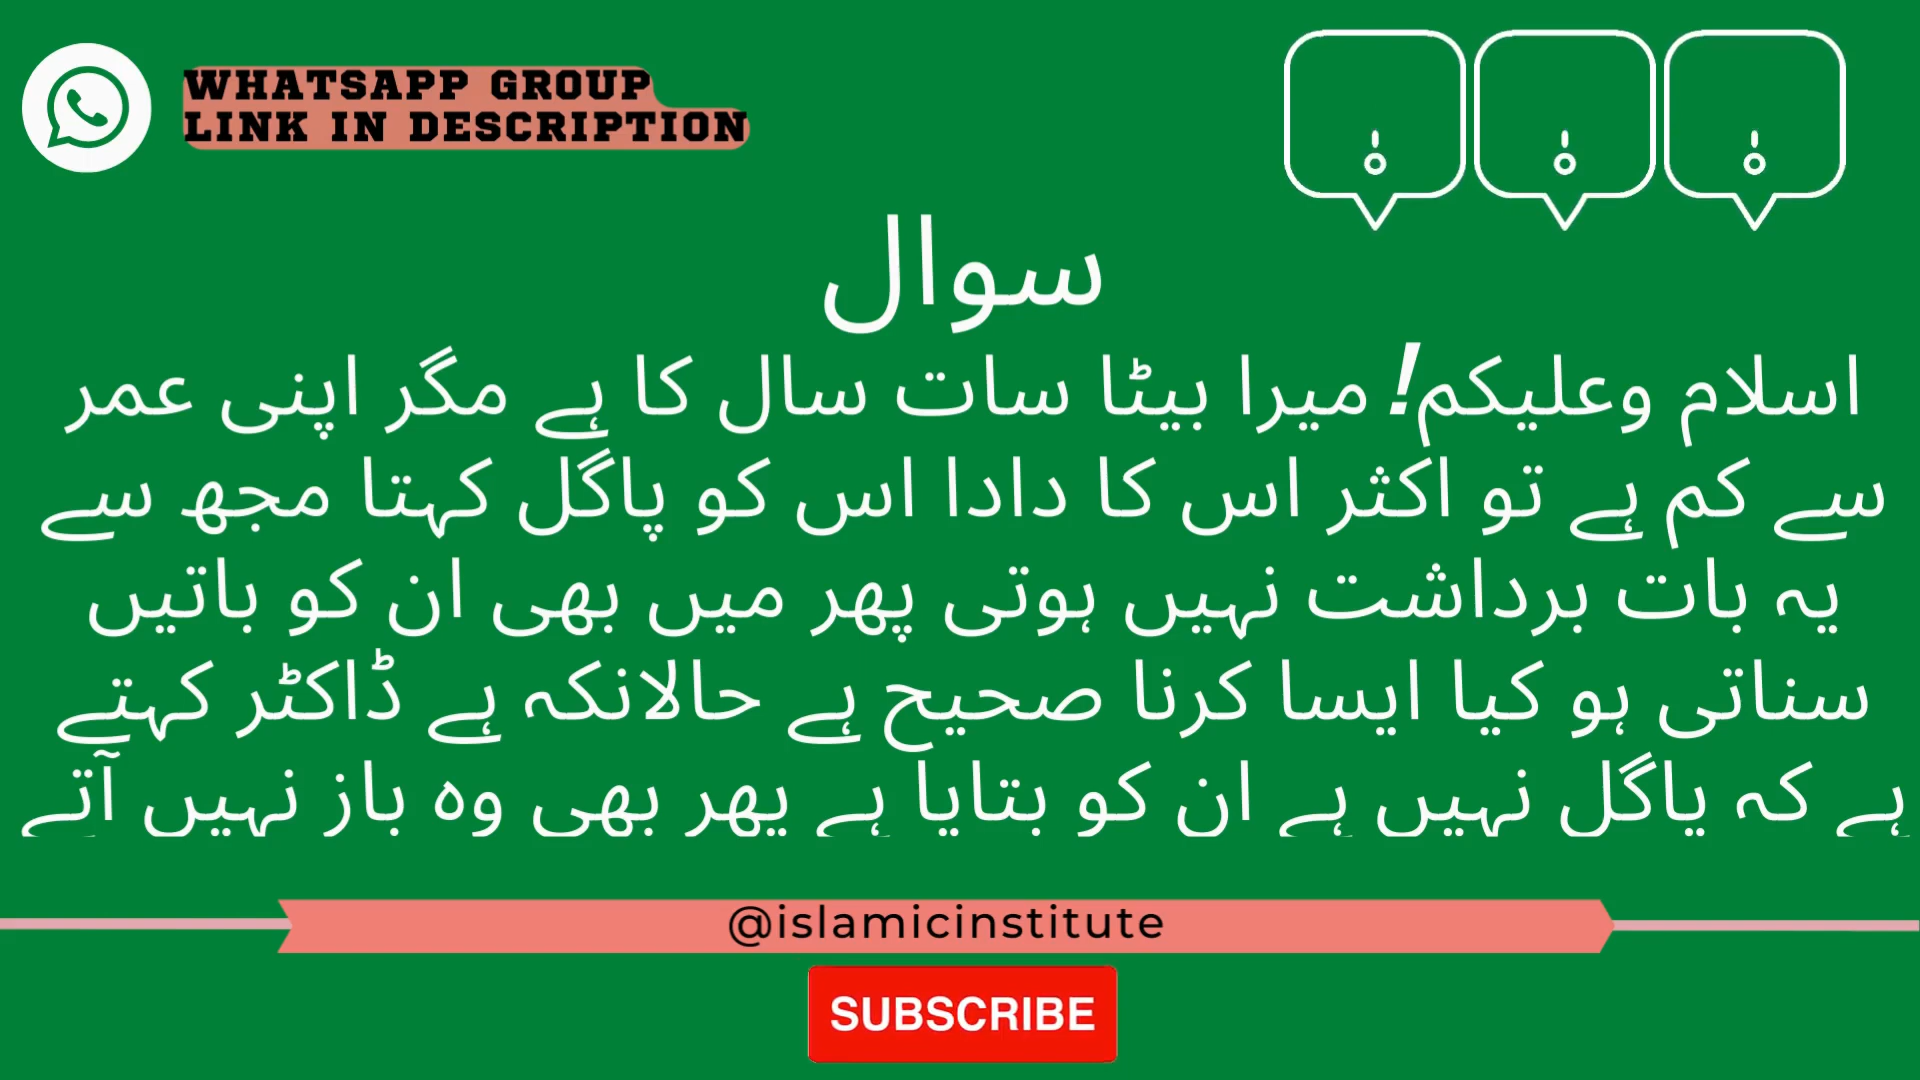 WHATSAPP GROUP
LINK IN DESCRIPTION
سوال
اسلام وعلیکم! میرا بیٹا سات سال کا ہے مگر اپنی عمر
سے کم ہے تو اکثر اس کا دادا اس کو پاگل کہتا مجھ سے
یہ بات برداشت نہیں ہوتی پھر میں بھی ان کو باتیں
سناتی ہو کیا ایسا کرنا صحیح ہے حالانکہ ہے ڈاکٹر کہتے
ہے کہ پاگل نہیں ہے ان کو بتایا ہے پھر بھی وہ باز نہیں آتے
@islamicinstitute
SUBSCRIBE